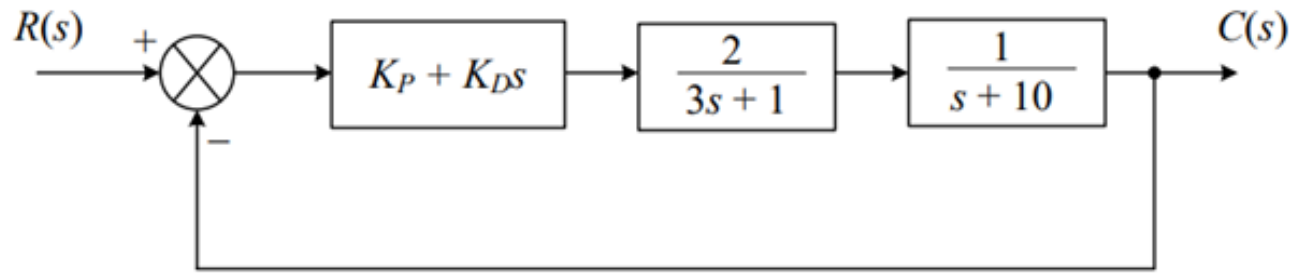 R(s)
+
−
K_P + K_Ds
2
3s + 1
1
s + 10
C(s)